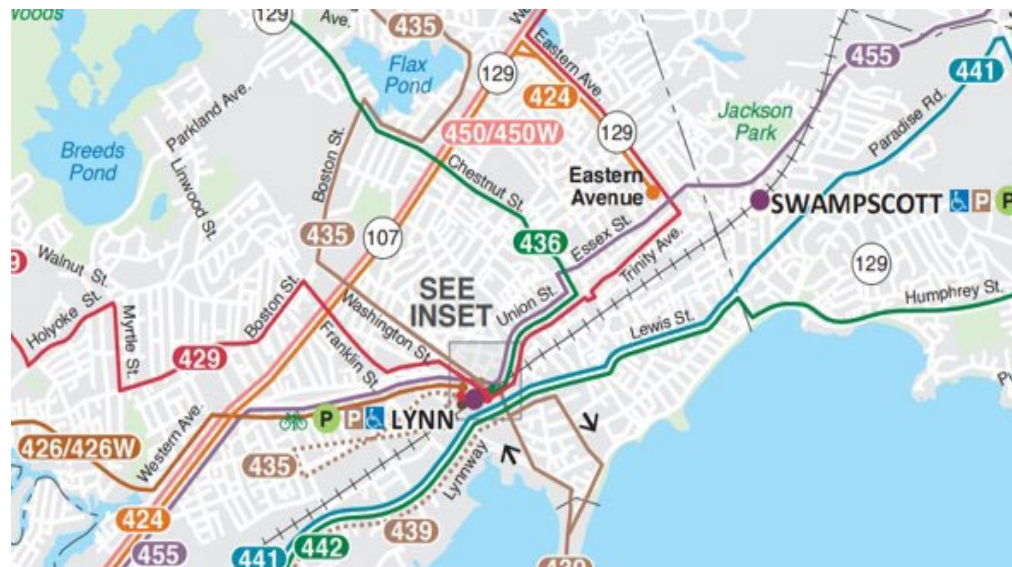 Woods
129
Ave.
435
We
Flax
Pond
129
Eastern Ave.
424
129
455
441
Jackson
Park
Paradise Rd.
Parkland Ave.
Breeds
Pond
Linwood St.
Boston St.
450/450W
Chestnut St.
Eastern
Avenue
SWAMPSCOTT
P
P
435
107
436
Essex St.
Trinity Ave.
129
Humphrey St.
9
Walnut St.
Holyoke St.
Myrtle St.
429
Boston St.
Washington St.
Franklin St.
SEE
INSET
Union St.
Lewis St.
P
P
LYNN
426/426W
Western Ave.
435
Lynnway
424
455
441
442
439
439